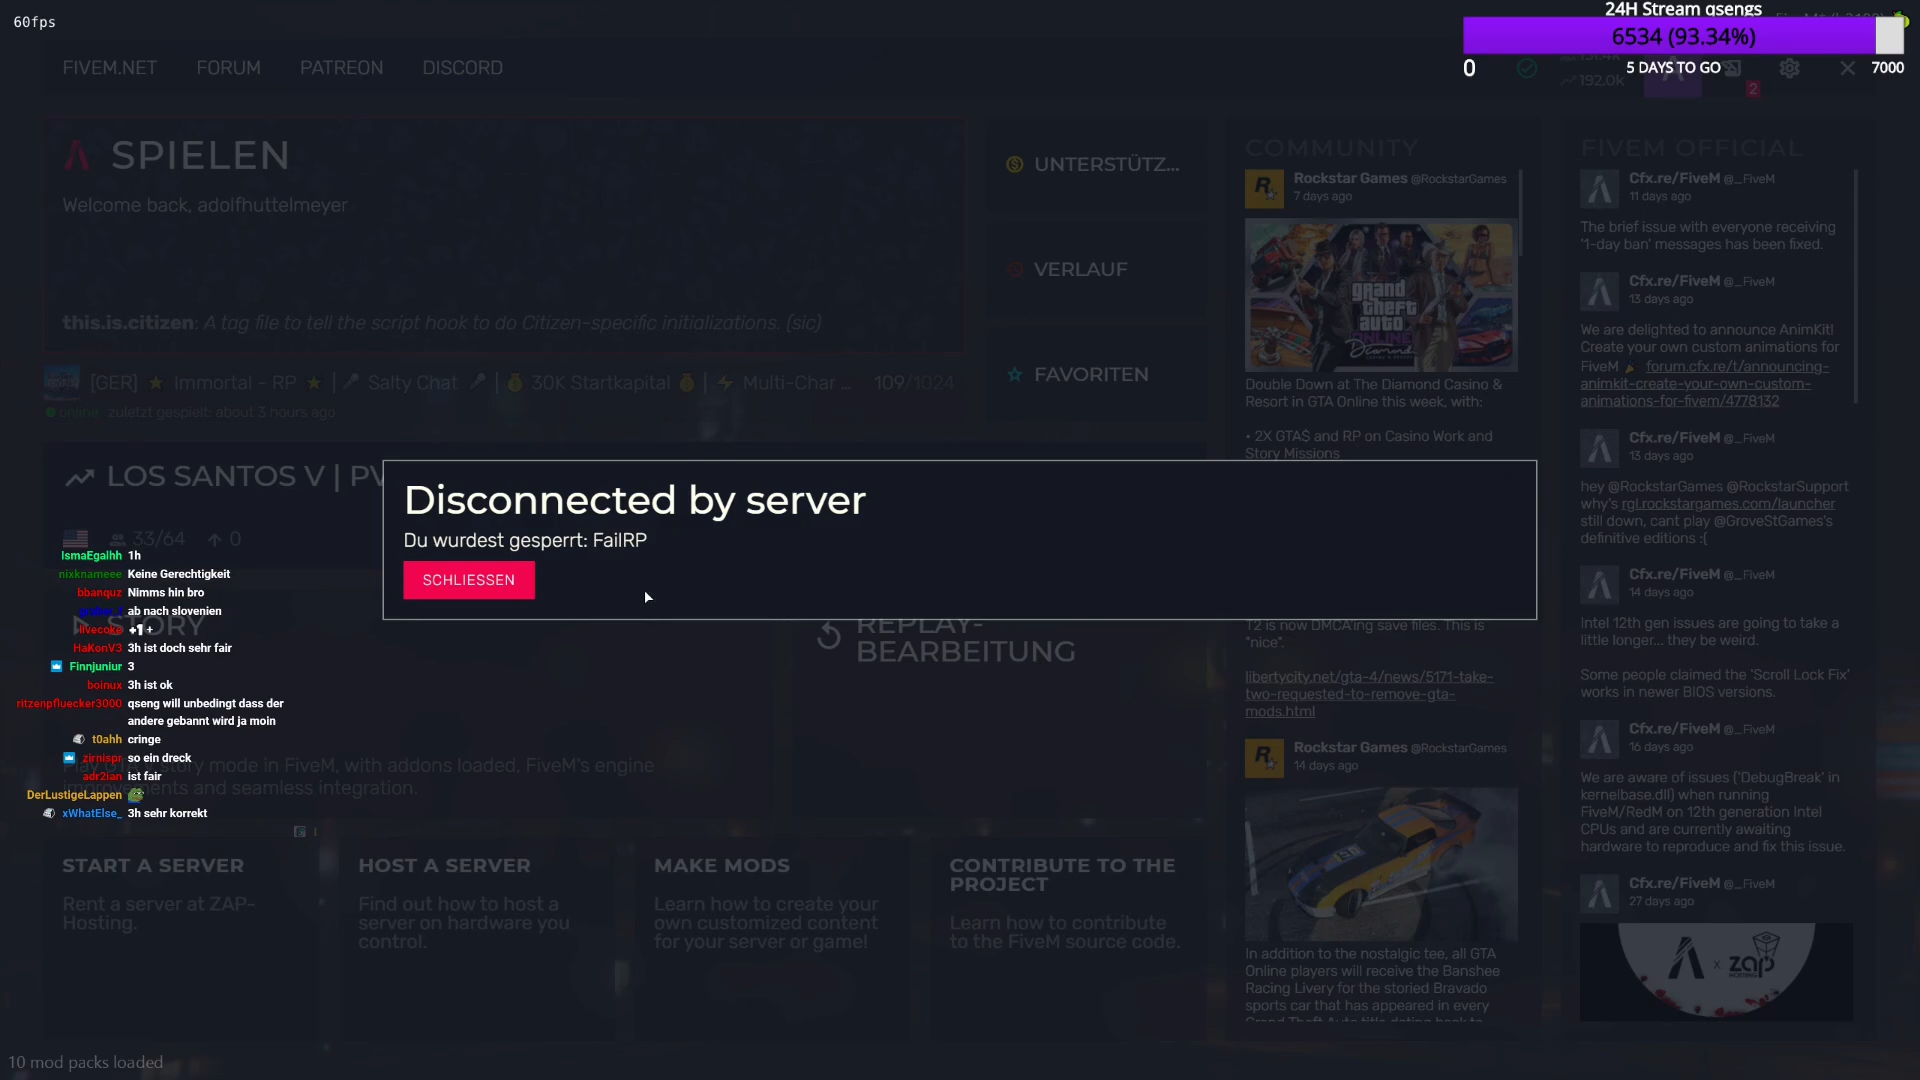 60fps
24H Stream qsengs
6534 (93.34%)
0
5 DAYS TO GO
7000
FIVEM.NET
FORUM
PATREON
DISCORD
192.0k
2
SPIELEN
Welcome back, adolfhuttelmeyer
this.is.citizen: A tag file to tell the script hook to do Citizen-specific initializations. (sic)
[GER] ★ Immortal - RP ★ | 🎤 Salty Chat 🎤 | 💰 30K Startkapital 💰 | ⚡ Multi-Char ...
109/1024
online
zuletzt gespielt: about 3 hours ago
UNTERSTÜTZ...
VERLAUF
FAVORITEN
LOS SANTOS V | PV
33/64
0
Disconnected by server
Du wurdest gesperrt: FailRP
SCHLIESSEN
IsmaEgalhh 1h
nixknameee Keine Gerechtigkeit
bbanquz Nimms hin bro
ab nach slovenien
livecoke +1 +
HaKonV3 3h ist doch sehr fair
Finnjuniur 3
boinux 3h ist ok
ritzenpfluecker3000 qseng will unbedingt dass der
andere gebannt wird ja moin
t0ahh cringe
zirnispr so ein dreck
adr2ian ist fair
DerLustigeLappen
xWhatElse_ 3h sehr korrekt
STORY
Play GTA V story mode in FiveM, with addons loaded, FiveM's engine
improvements and seamless integration.
REPLAY-
BEARBEITUNG
START A SERVER
Rent a server at ZAP-
Hosting.
HOST A SERVER
Find out how to host a
server on hardware you
control.
MAKE MODS
Learn how to create your
own customized content
for your server or game!
CONTRIBUTE TO THE
PROJECT
Learn how to contribute
to the FiveM source code.
COMMUNITY
Rockstar Games @RockstarGames
7 days ago
grand
theft
auto
ONLINE
Diamond
Double Down at The Diamond Casino &
Resort in GTA Online this week, with:
• 2X GTA$ and RP on Casino Work and
Story Missions
T2 is now DMCA'ing save files. This is
"nice".
libertycity.net/gta-4/news/5171-take-
two-requested-to-remove-gta-
mods.html
Rockstar Games @RockstarGames
14 days ago
In addition to the nostalgic tee, all GTA
Online players will receive the Banshee
Racing Livery for the storied Bravado
sports car that has appeared in every
FIVEM OFFICIAL
Cfx.re/FiveM @_FiveM
11 days ago
The brief issue with everyone receiving
'1-day ban' messages has been fixed.
Cfx.re/FiveM @_FiveM
13 days ago
We are delighted to announce AnimKit!
Create your own custom animations for
FiveM 🎉 forum.cfx.re/t/announcing-
animkit-create-your-own-custom-
animations-for-fivem/4778132
Cfx.re/FiveM @_FiveM
13 days ago
hey @RockstarGames @RockstarSupport
why's rgl.rockstargames.com/launcher
still down, cant play @GroveStGames's
definitive editions :(
Cfx.re/FiveM @_FiveM
14 days ago
Intel 12th gen issues are going to take a
little longer... they be weird.
Some people claimed the 'Scroll Lock Fix'
works in newer BIOS versions.
Cfx.re/FiveM @_FiveM
16 days ago
We are aware of issues ('DebugBreak' in
kernelbase.dll) when running
FiveM/RedM on 12th generation Intel
CPUs and are currently awaiting
hardware to reproduce and fix this issue.
Cfx.re/FiveM @_FiveM
27 days ago
x zap
10 mod packs loaded